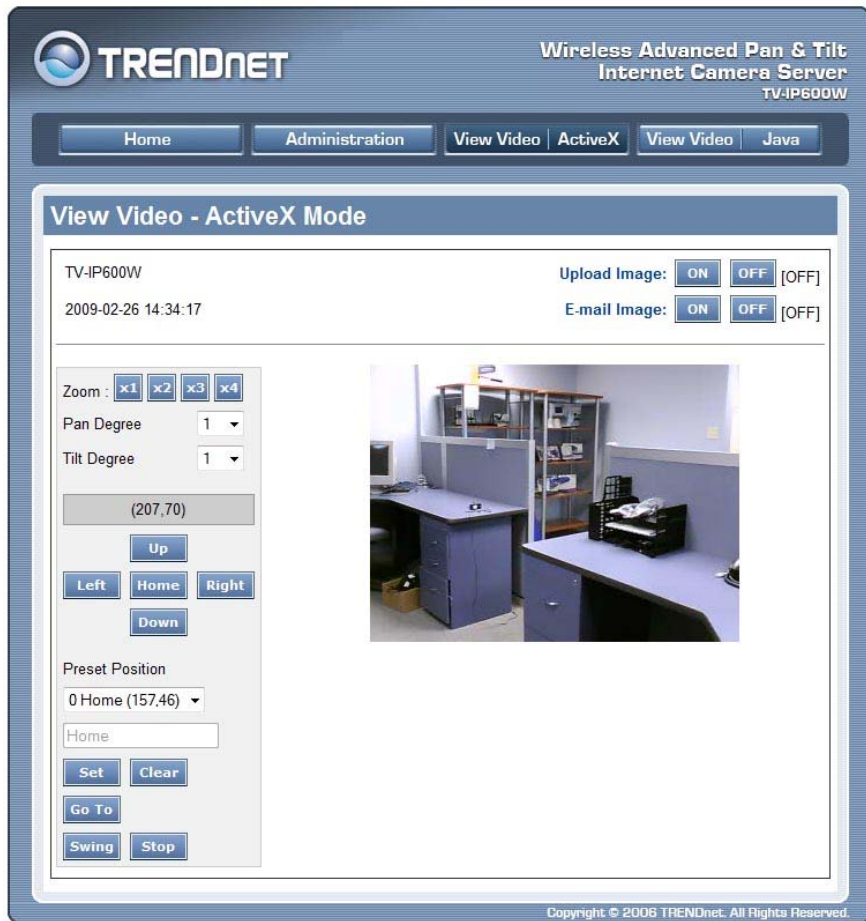 TRENDNET
Wireless Advanced Pan & Tilt
Internet Camera Server
TV-IP600W
Home
Administration
View Video | ActiveX
View Video | Java
View Video - ActiveX Mode
TV-IP600W
Upload Image: ON OFF [OFF]
2009-02-26 14:34:17
E-mail Image: ON OFF [OFF]
Zoom : x1 x2 x3 x4
Pan Degree 1
Tilt Degree 1
(207,70)
Up
Left Home Right
Down
Preset Position
0 Home (157,46)
Home
Set Clear
Go To
Swing Stop
Copyright © 2006 TRENDnet. All Rights Reserved.